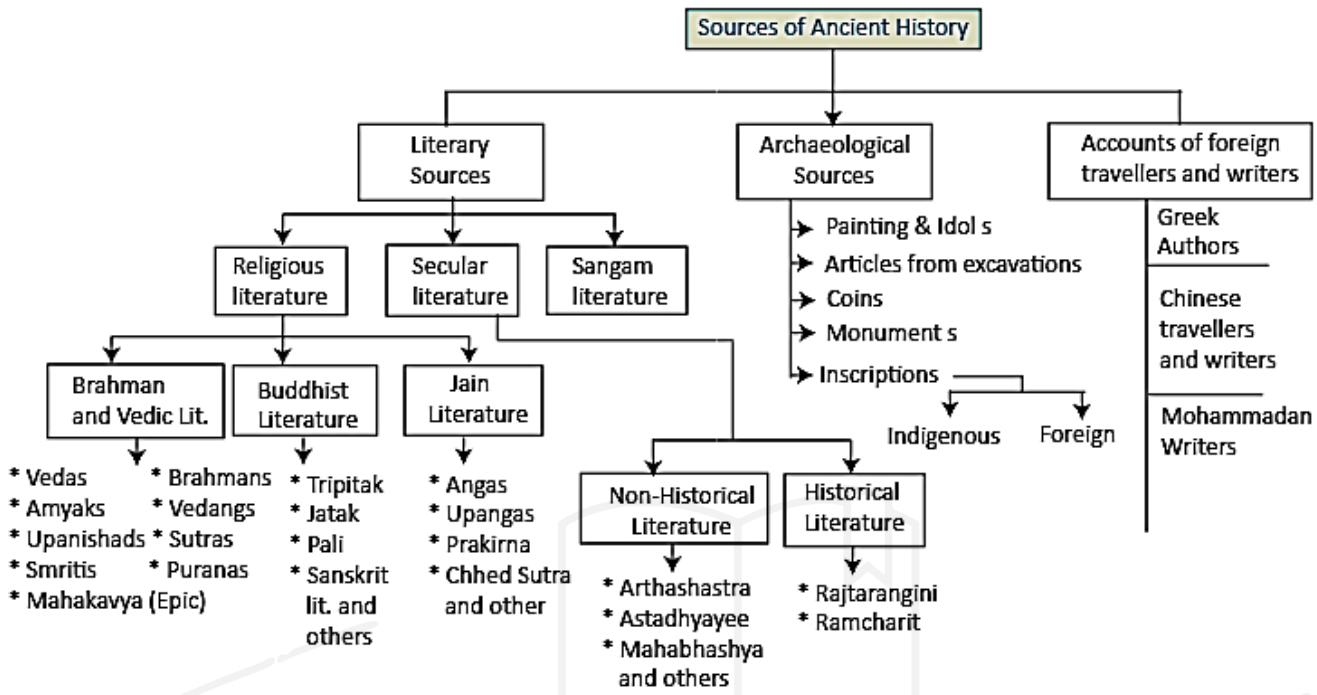 Sources of Ancient History
Literary
Sources
Archaeological
Sources
Accounts of foreign
travellers and writers
Religious
literature
Secular
literature
Sangam
literature
Painting & Idol s
Articles from excavations
Coins
Monument s
Inscriptions
Indigenous
Foreign
Greek
Authors
Chinese
travellers
and writers
Mohammadan
Writers
Brahman
and Vedic Lit.
* Vedas
* Amyaks
* Upanishads
* Smritis
* Mahakavya (Epic)
* Brahmans
* Vedangs
* Sutras
* Puranas
Buddhist
Literature
* Tripitak
* Jatak
* Pali
* Sanskrit
lit. and
others
Jain
Literature
* Angas
* Upangas
* Prakirna
* Chhed Sutra
and other
Non-Historical
Literature
* Arthashastra
* Astadhyayee
* Mahabhashya
and others
Historical
Literature
* Rajtarangini
* Ramcharit